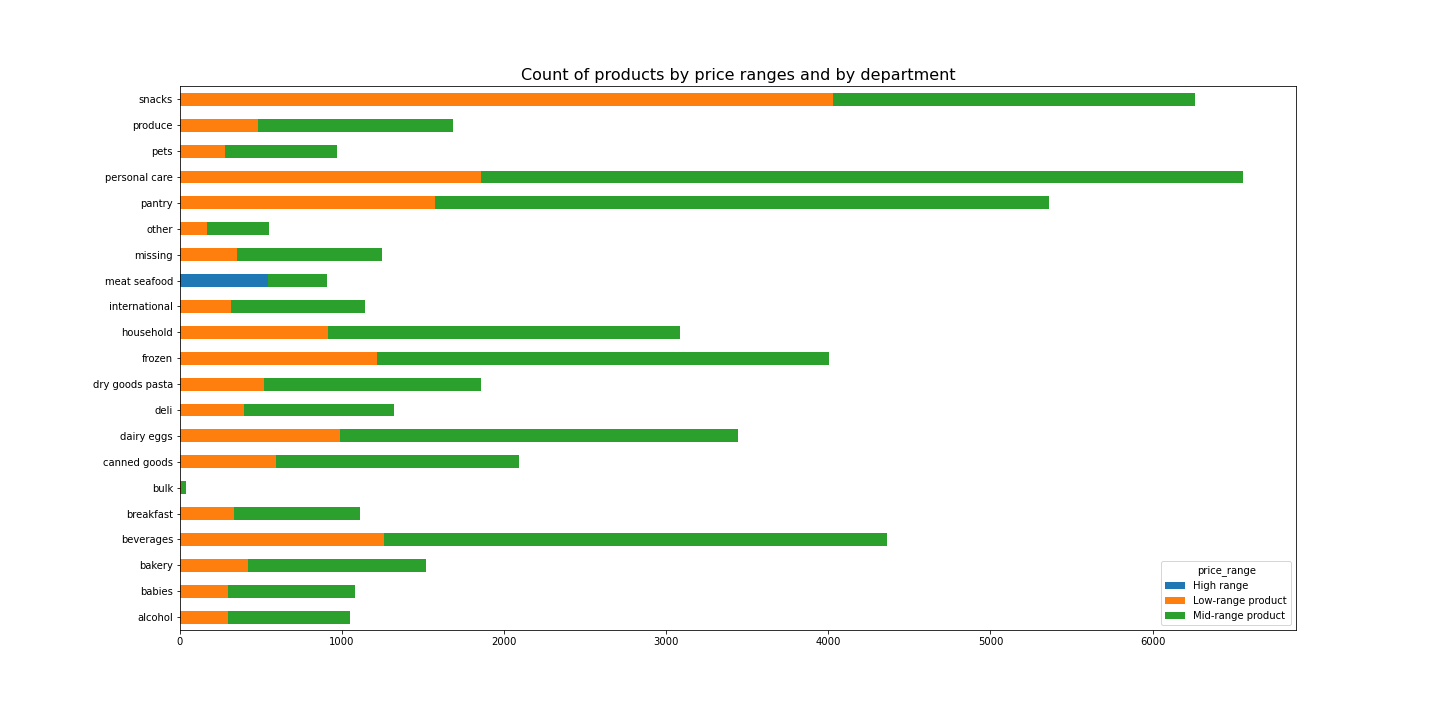 Count of products by price ranges and by department
snacks
produce
pets
personal care
pantry
other
missing
meat seafood
international
household
frozen
dry goods pasta
deli
dairy eggs
canned goods
bulk
breakfast
beverages
bakery
babies
alcohol
price_range
High range
Low-range product
Mid-range product
0 1000 2000 3000 4000 5000 6000